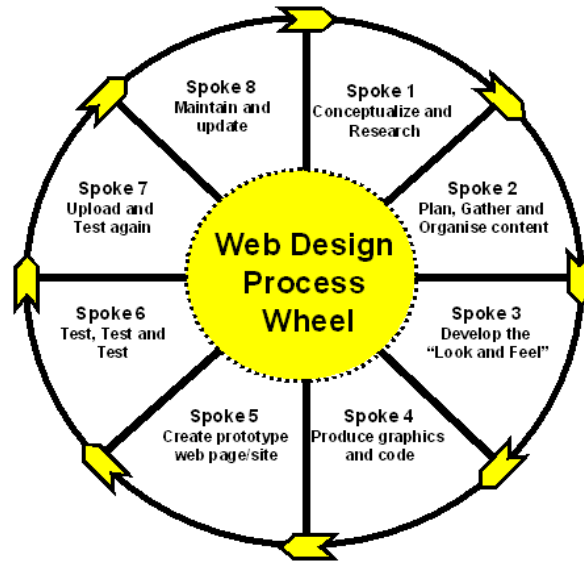 Web Design
Process
Wheel
Spoke 1
Conceptualize and
Research
Spoke 2
Plan, Gather and
Organise content
Spoke 3
Develop the
“Look and Feel”
Spoke 4
Produce graphics
and code
Spoke 5
Create prototype
web page/site
Spoke 6
Test, Test and
Test
Spoke 7
Upload and
Test again
Spoke 8
Maintain and
update